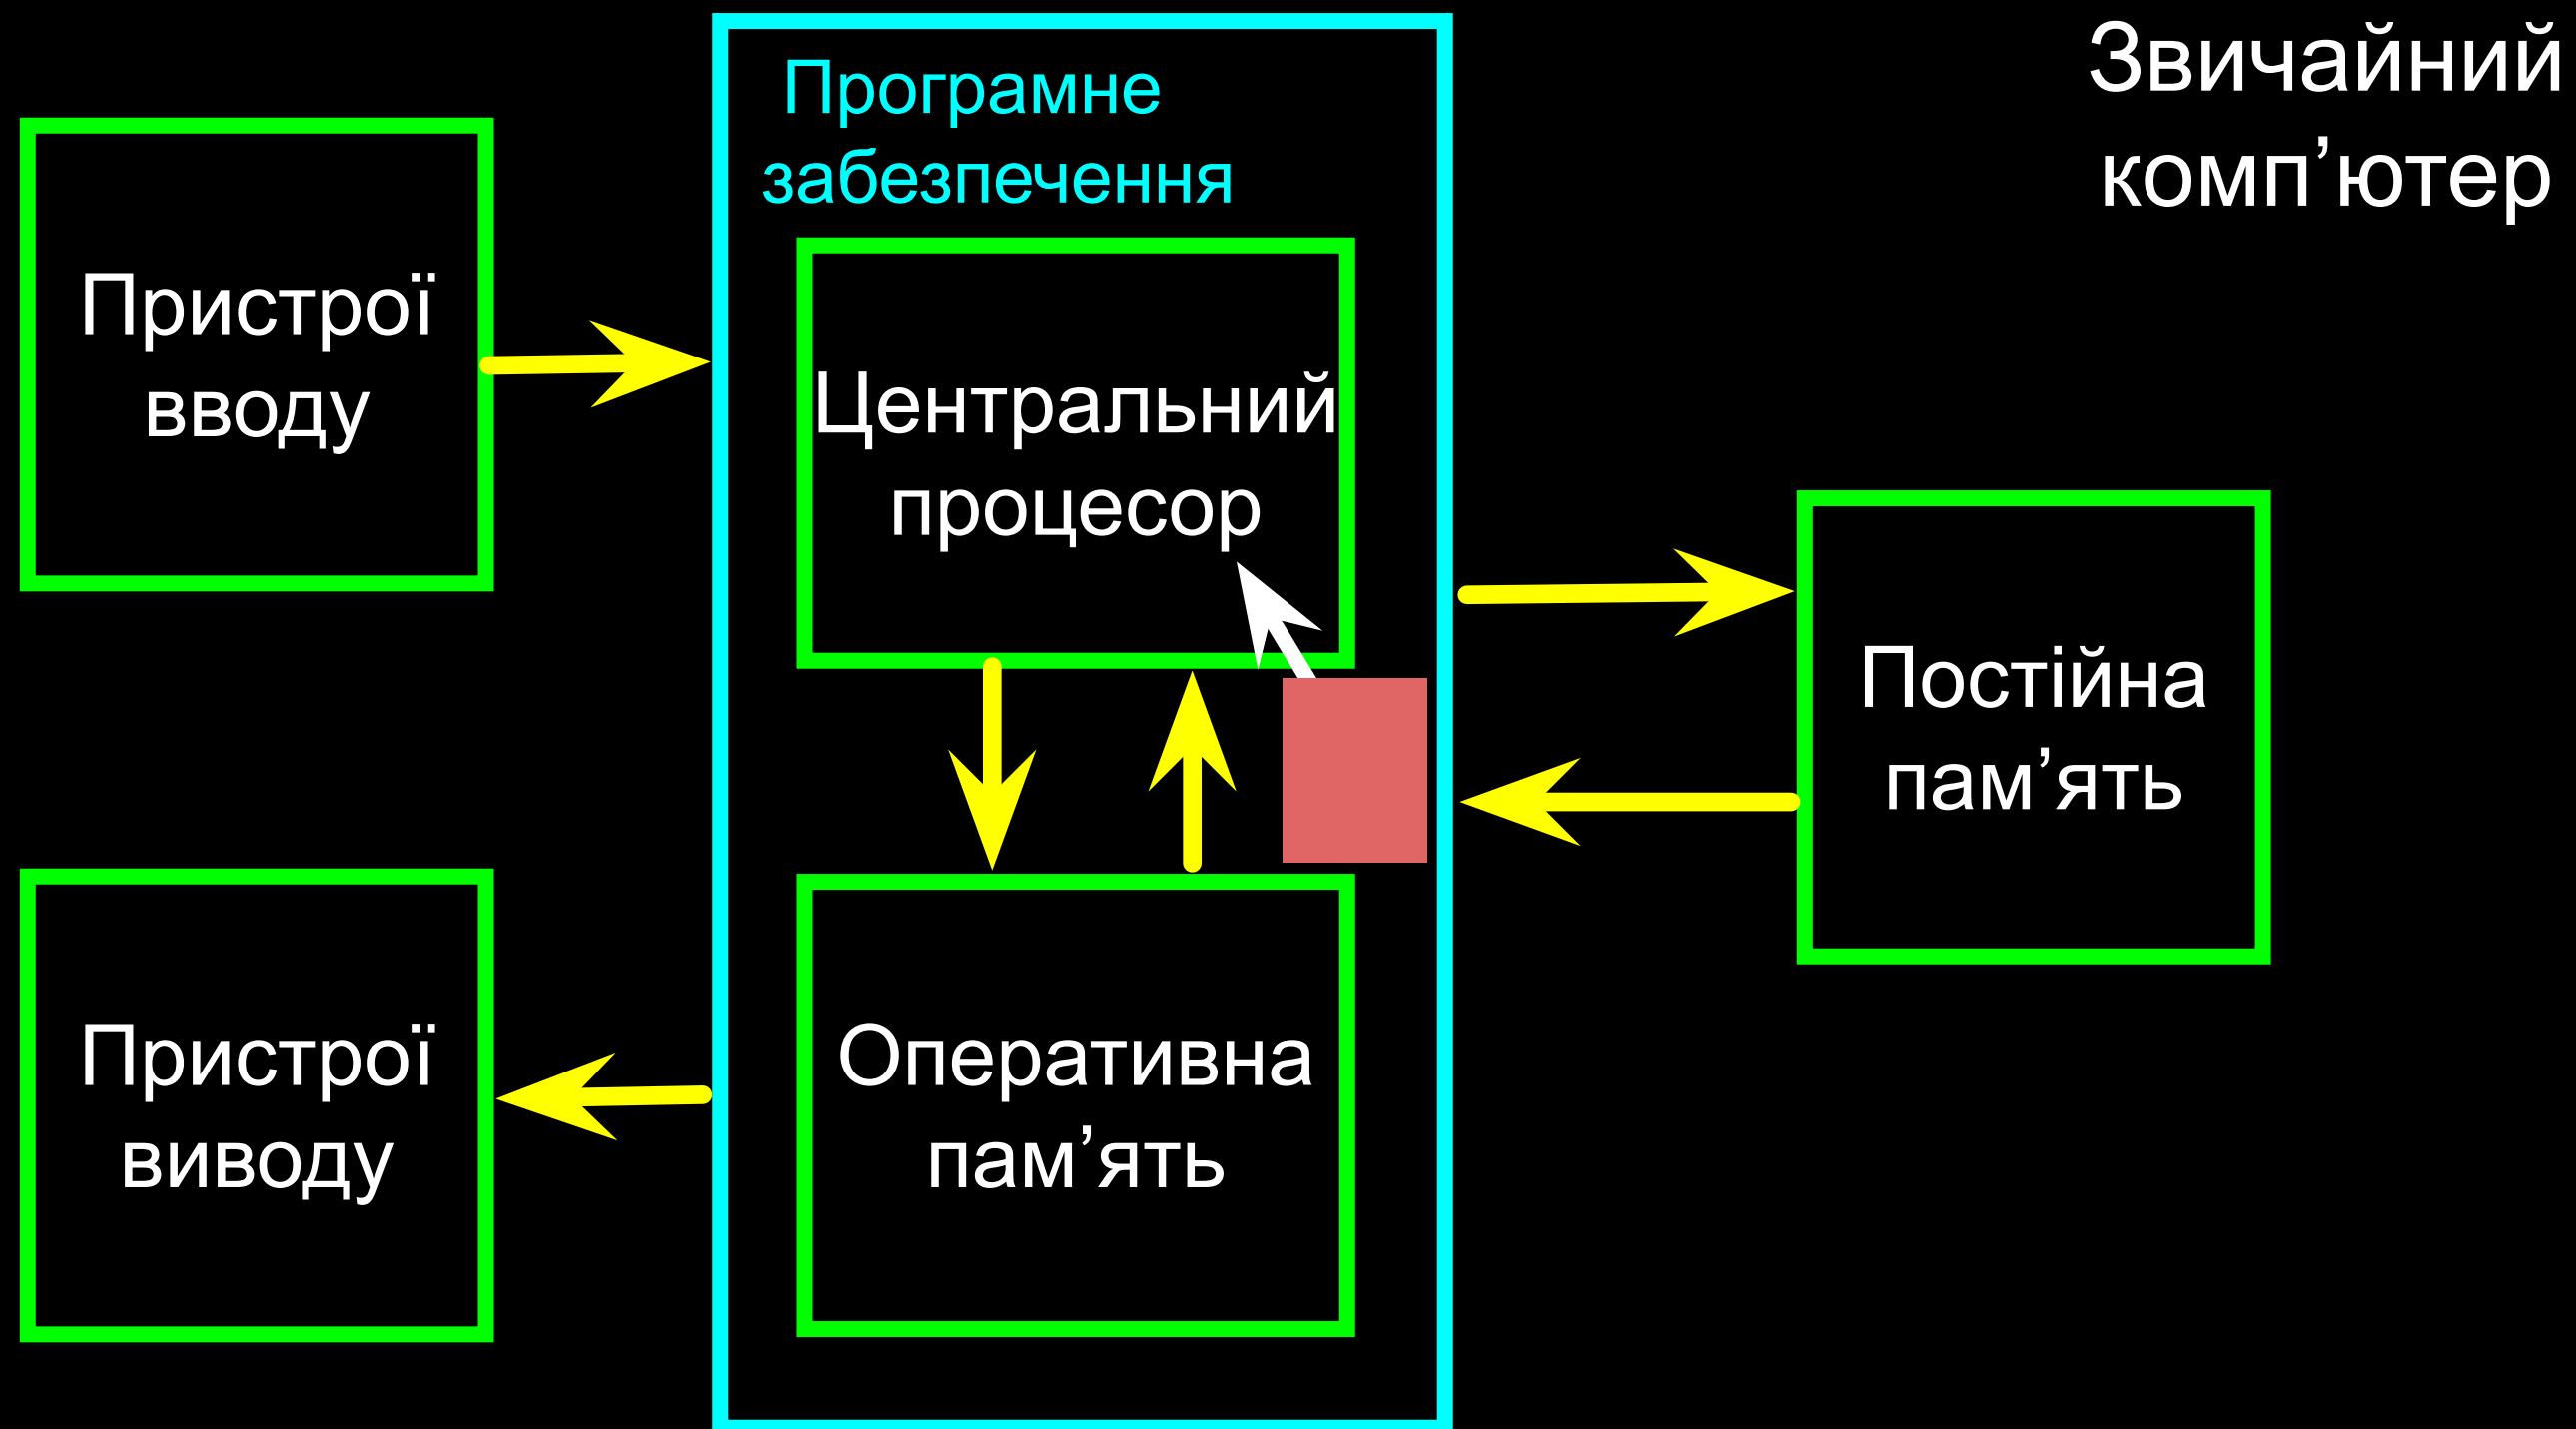 Звичайний
комп’ютер
Програмне
забезпечення
Пристрої
вводу
Центральний
процесор
Постійна
пам’ять
Пристрої
виводу
Оперативна
пам’ять